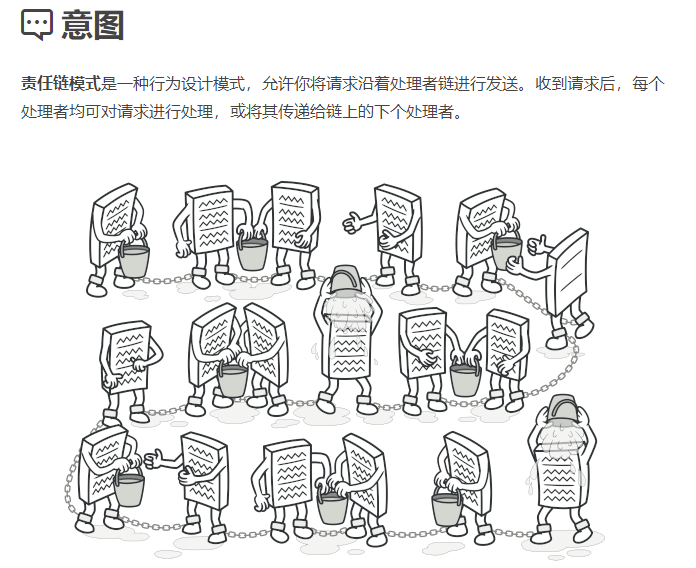 意图
责任链模式是一种行为设计模式，允许你将请求沿着处理者链进行发送。收到请求后，每个
处理者均可对请求进行处理，或将其传递给链上的下个处理者。